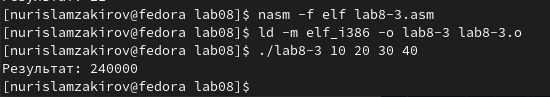 [nurislamzakirov@fedora lab08]$ nasm -f elf lab8-3.asm
[nurislamzakirov@fedora lab08]$ ld -m elf_i386 -o lab8-3 lab8-3.o
[nurislamzakirov@fedora lab08]$ ./lab8-3 10 20 30 40
Результат: 240000
[nurislamzakirov@fedora lab08]$